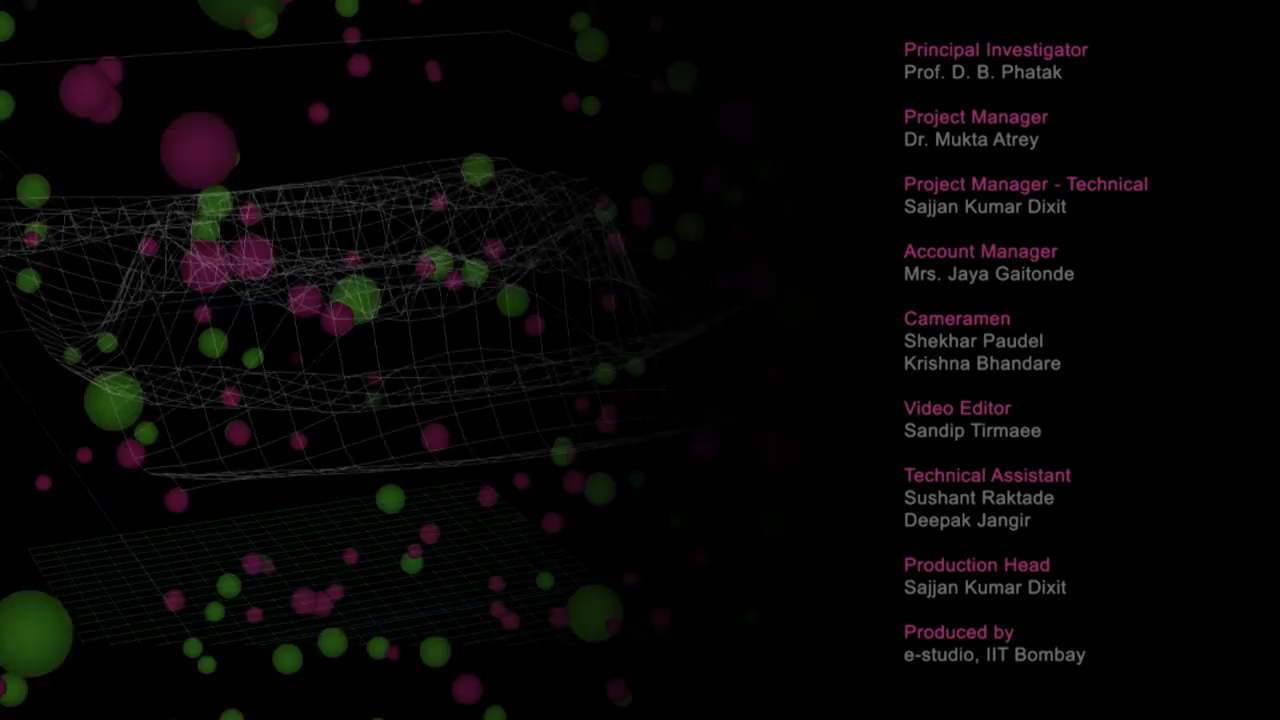 Principal Investigator
Prof. D. B. Phatak
Project Manager
Dr. Mukta Atrey
Project Manager - Technical
Sajjan Kumar Dixit
Account Manager
Mrs. Jaya Gaitonde
Cameramen
Shekhar Paudel
Krishna Bhandare
Video Editor
Sandip Tirmaee
Technical Assistant
Sushant Raktade
Deepak Jangir
Production Head
Sajjan Kumar Dixit
Produced by
e-studio, IIT Bombay